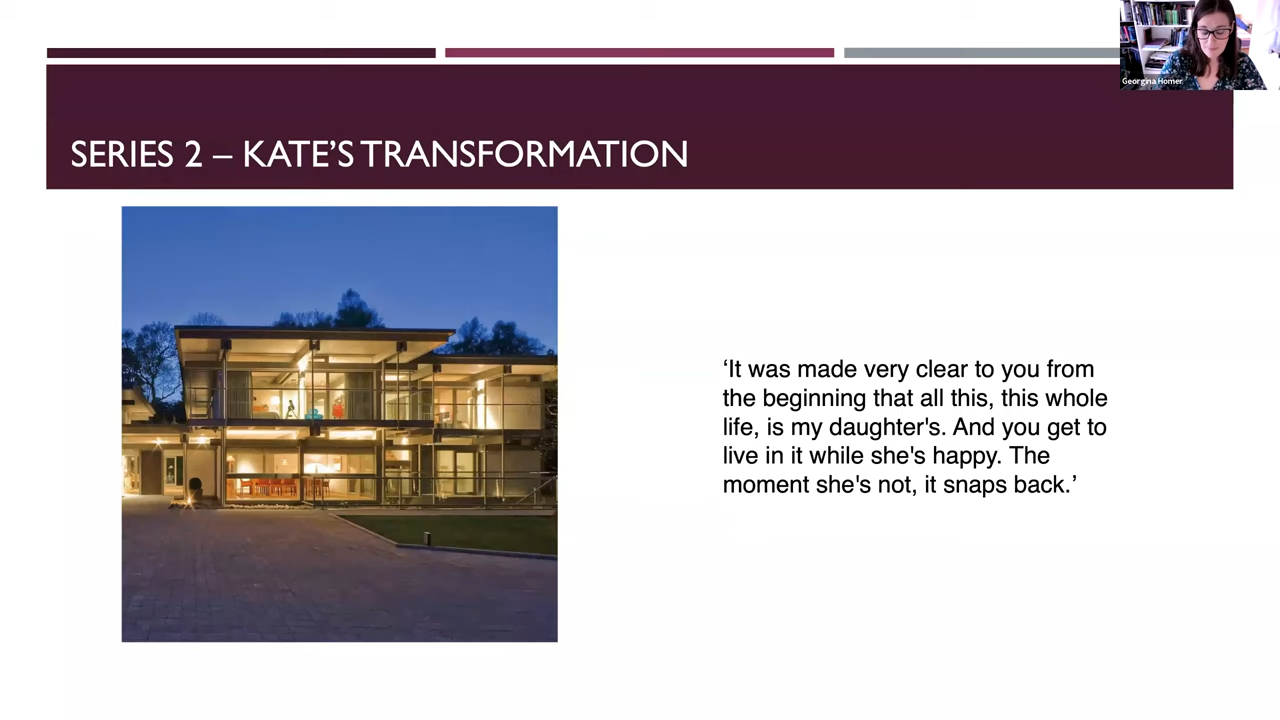 Georgina Homer
SERIES 2 – KATE’S TRANSFORMATION
‘It was made very clear to you from
the beginning that all this, this whole
life, is my daughter's. And you get to
live in it while she's happy. The
moment she's not, it snaps back.’